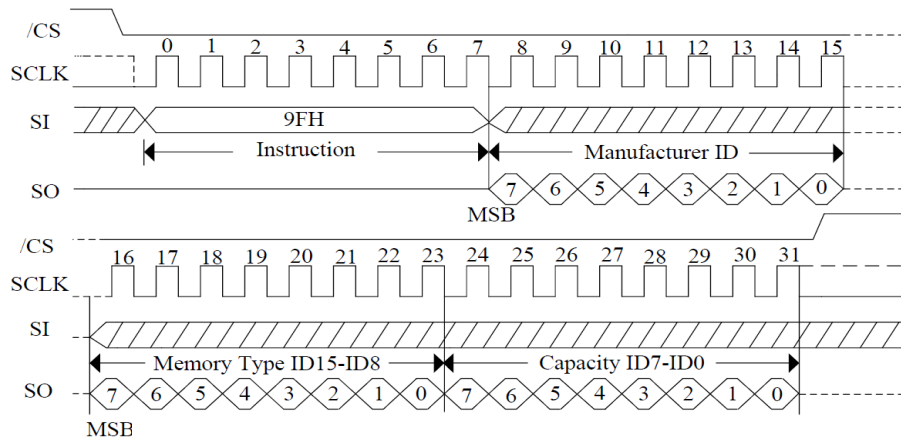 /CS
0 1 2 3 4 5 6 7 8 9 10 11 12 13 14 15
SCLK
SI 9FH
Instruction Manufacturer ID
SO 7 6 5 4 3 2 1 0
MSB
/CS
16 17 18 19 20 21 22 23 24 25 26 27 28 29 30 31
SCLK
SI
Memory Type ID15-ID8 Capacity ID7-ID0
SO 7 6 5 4 3 2 1 0 7 6 5 4 3 2 1 0
MSB